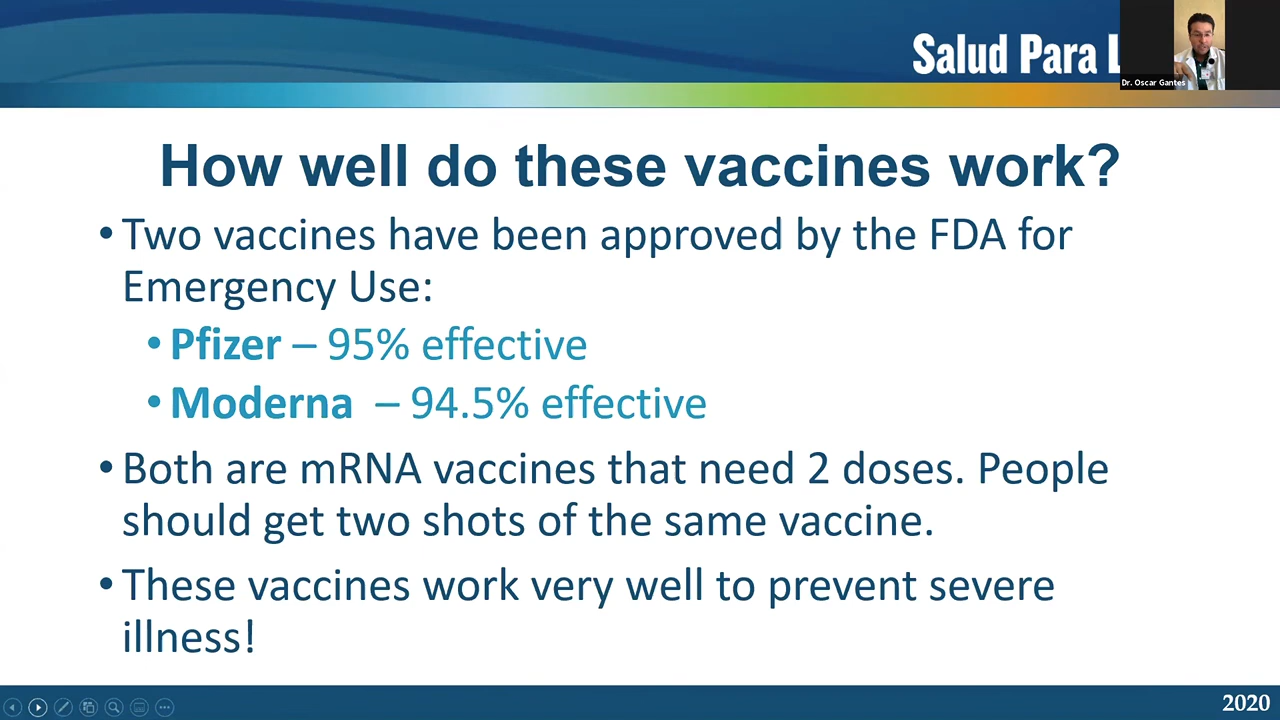 Salud Para L
Dr. Oscar Gantes
How well do these vaccines work?
• Two vaccines have been approved by the FDA for
Emergency Use:
• Pfizer – 95% effective
• Moderna – 94.5% effective
• Both are mRNA vaccines that need 2 doses. People
should get two shots of the same vaccine.
• These vaccines work very well to prevent severe
illness!
2020